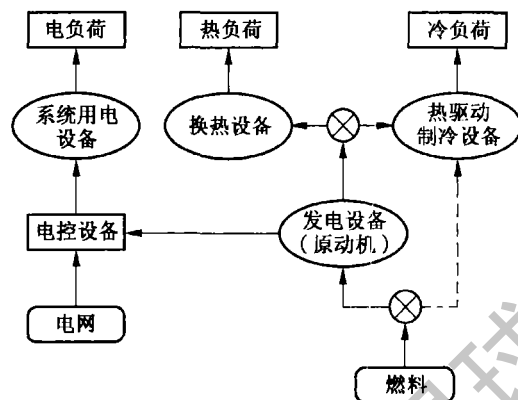 电负荷
热负荷
冷负荷
系统用电
设备
换热设备
热驱动
制冷设备
电控设备
发电设备
（原动机）
电网
燃料